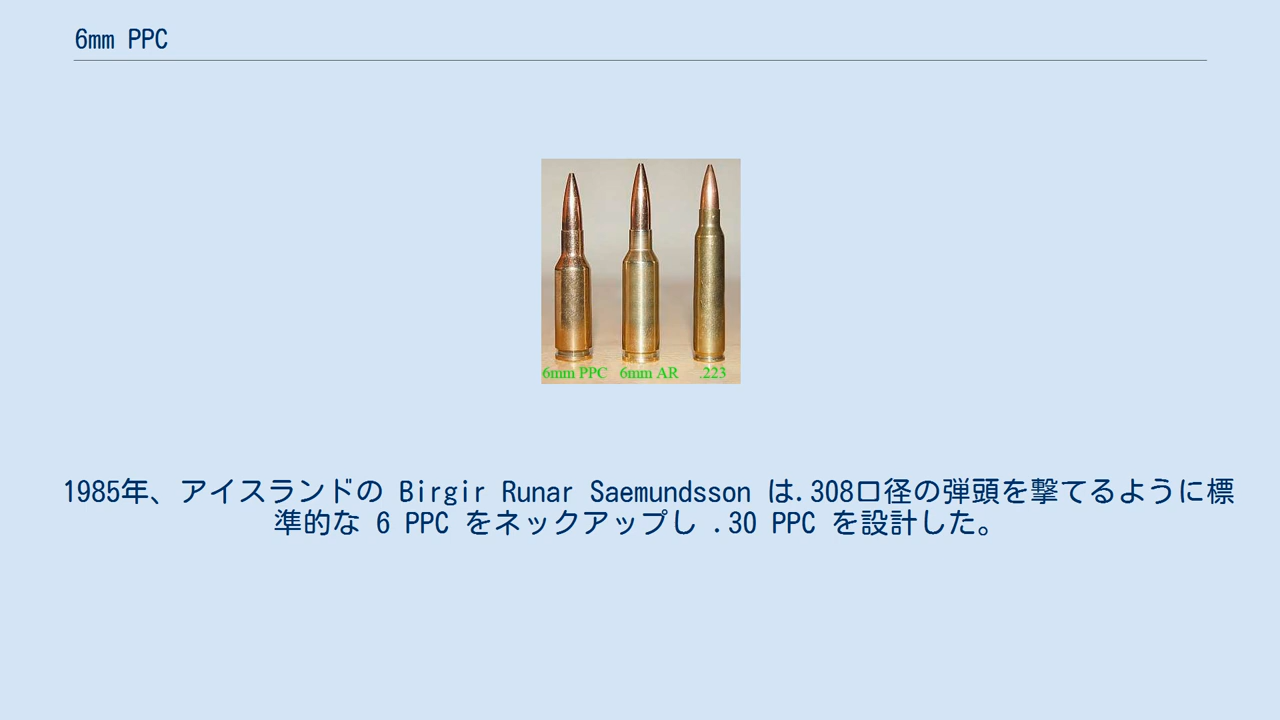 6mm PPC
6mm PPC 6mm AR .223
1985年、アイスランドの Birgir Runar Saemundsson は.308口径の弾頭を撃てるように標
準的な 6 PPC をネックアップし .30 PPC を設計した。